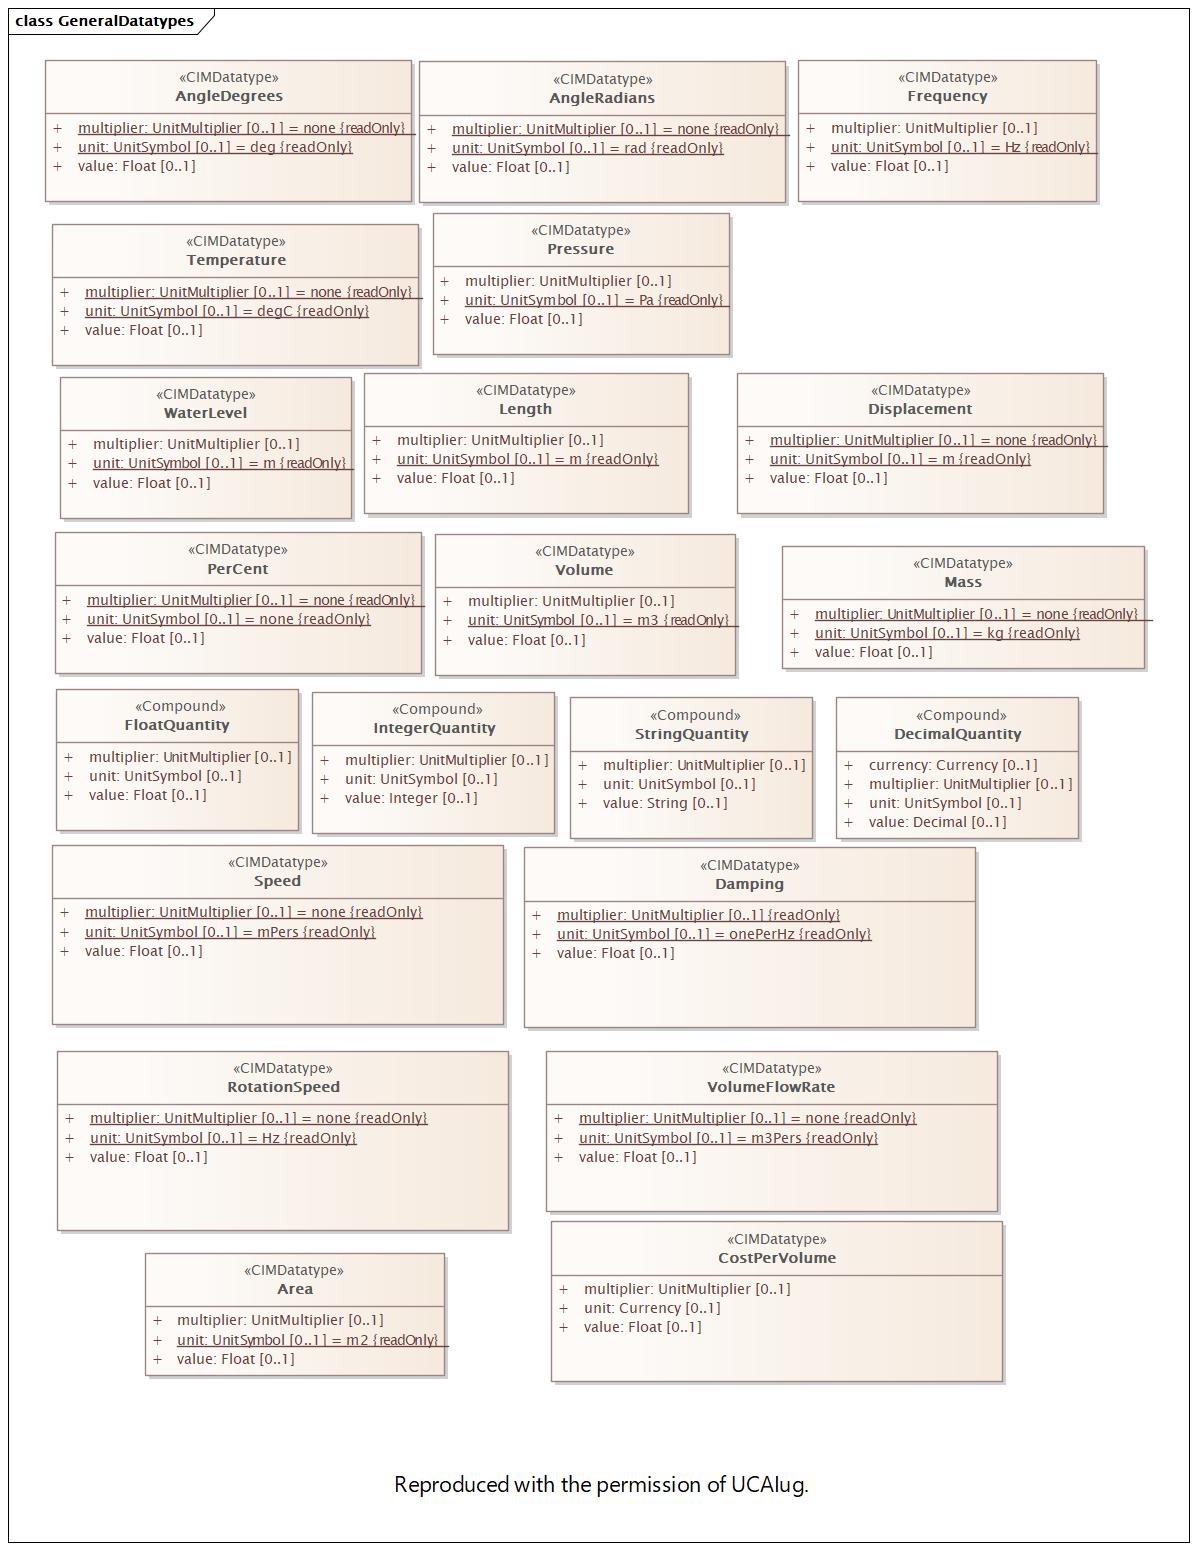 class GeneralDatatypes
«CIMDatatype»
AngleDegrees
+ multiplier: UnitMultiplier [0..1] = none {readOnly}
+ unit: UnitSymbol [0..1] = deg {readOnly}
+ value: Float [0..1]
«CIMDatatype»
AngleRadians
+ multiplier: UnitMultiplier [0..1] = none {readOnly}
+ unit: UnitSymbol [0..1] = rad {readOnly}
+ value: Float [0..1]
«CIMDatatype»
Frequency
+ multiplier: UnitMultiplier [0..1]
+ unit: UnitSymbol [0..1] = Hz {readOnly}
+ value: Float [0..1]
«CIMDatatype»
Temperature
+ multiplier: UnitMultiplier [0..1] = none {readOnly}
+ unit: UnitSymbol [0..1] = degC {readOnly}
+ value: Float [0..1]
«CIMDatatype»
Pressure
+ multiplier: UnitMultiplier [0..1]
+ unit: UnitSymbol [0..1] = Pa {readOnly}
+ value: Float [0..1]
«CIMDatatype»
WaterLevel
+ multiplier: UnitMultiplier [0..1]
+ unit: UnitSymbol [0..1] = m {readOnly}
+ value: Float [0..1]
«CIMDatatype»
Length
+ multiplier: UnitMultiplier [0..1]
+ unit: UnitSymbol [0..1] = m {readOnly}
+ value: Float [0..1]
«CIMDatatype»
Displacement
+ multiplier: UnitMultiplier [0..1] = none {readOnly}
+ unit: UnitSymbol [0..1] = m {readOnly}
+ value: Float [0..1]
«CIMDatatype»
PerCent
+ multiplier: UnitMultiplier [0..1] = none {readOnly}
+ unit: UnitSymbol [0..1] = none {readOnly}
+ value: Float [0..1]
«CIMDatatype»
Volume
+ multiplier: UnitMultiplier [0..1]
+ unit: UnitSymbol [0..1] = m3 {readOnly}
+ value: Float [0..1]
«CIMDatatype»
Mass
+ multiplier: UnitMultiplier [0..1] = none {readOnly}
+ unit: UnitSymbol [0..1] = kg {readOnly}
+ value: Float [0..1]
«Compound»
FloatQuantity
+ multiplier: UnitMultiplier [0..1]
+ unit: UnitSymbol [0..1]
+ value: Float [0..1]
«Compound»
IntegerQuantity
+ multiplier: UnitMultiplier [0..1]
+ unit: UnitSymbol [0..1]
+ value: Integer [0..1]
«Compound»
StringQuantity
+ multiplier: UnitMultiplier [0..1]
+ unit: UnitSymbol [0..1]
+ value: String [0..1]
«Compound»
DecimalQuantity
+ currency: Currency [0..1]
+ multiplier: UnitMultiplier [0..1]
+ unit: UnitSymbol [0..1]
+ value: Decimal [0..1]
«CIMDatatype»
Speed
+ multiplier: UnitMultiplier [0..1] = none {readOnly}
+ unit: UnitSymbol [0..1] = mPers {readOnly}
+ value: Float [0..1]
«CIMDatatype»
Damping
+ multiplier: UnitMultiplier [0..1] {readOnly}
+ unit: UnitSymbol [0..1] = onePerHz {readOnly}
+ value: Float [0..1]
«CIMDatatype»
RotationSpeed
+ multiplier: UnitMultiplier [0..1] = none {readOnly}
+ unit: UnitSymbol [0..1] = Hz {readOnly}
+ value: Float [0..1]
«CIMDatatype»
VolumeFlowRate
+ multiplier: UnitMultiplier [0..1] = none {readOnly}
+ unit: UnitSymbol [0..1] = m3Pers {readOnly}
+ value: Float [0..1]
«CIMDatatype»
Area
+ multiplier: UnitMultiplier [0..1]
+ unit: UnitSymbol [0..1] = m2 {readOnly}
+ value: Float [0..1]
«CIMDatatype»
CostPerVolume
+ multiplier: UnitMultiplier [0..1]
+ unit: Currency [0..1]
+ value: Float [0..1]
Reproduced with the permission of UCAIug.